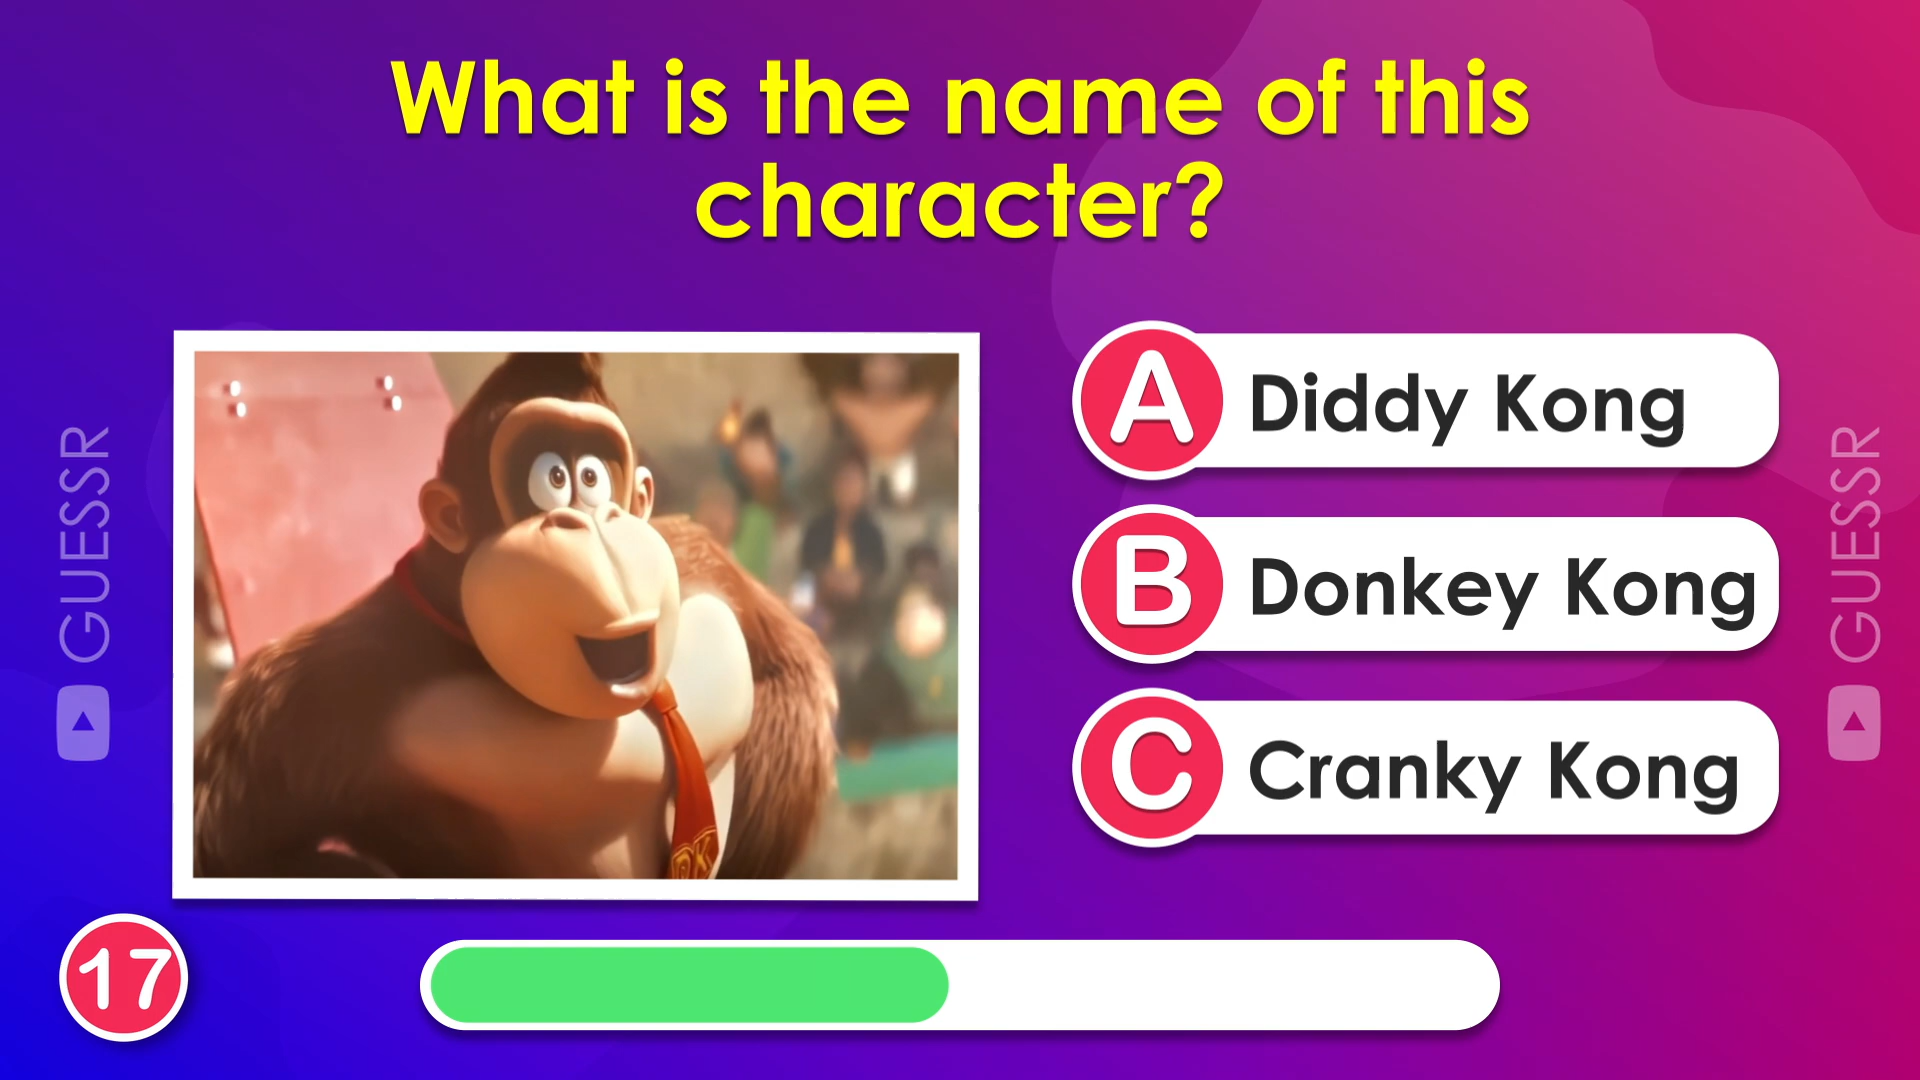 What is the name of this
character?
GUESSR
DK
A Diddy Kong
B Donkey Kong
C Cranky Kong
GUESSR
17